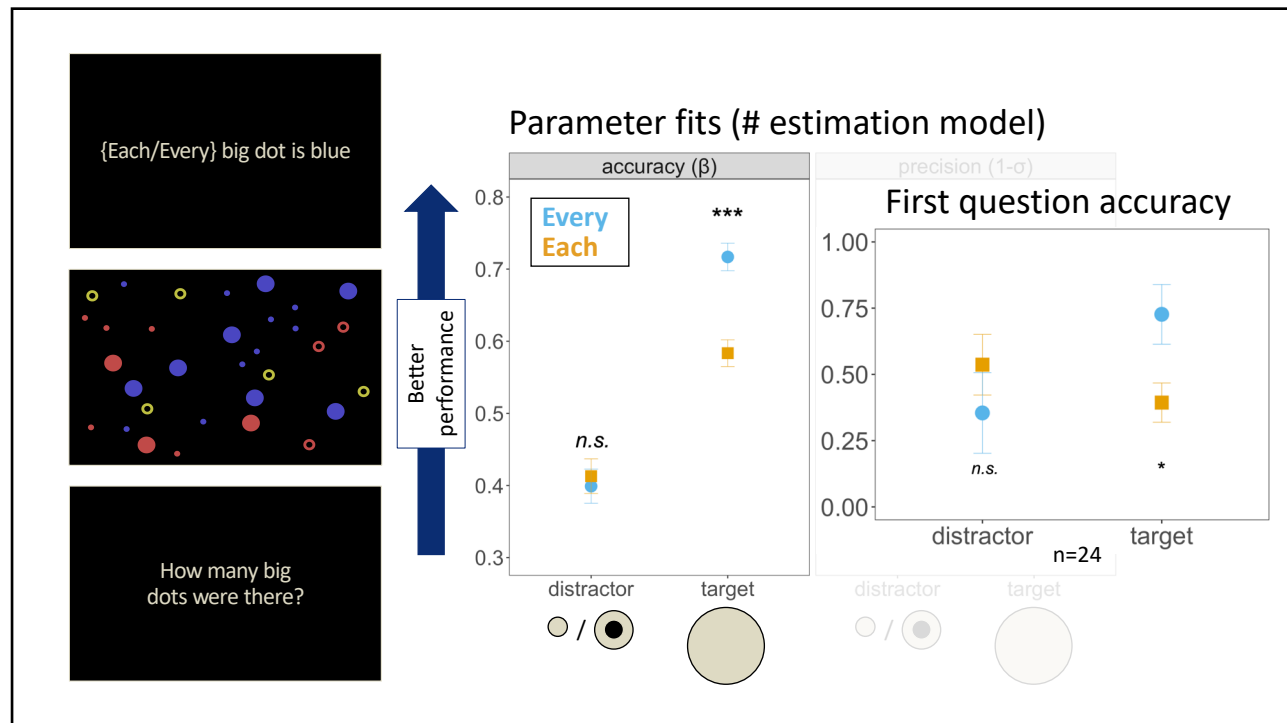 {Each/Every} big dot is blue
How many big
dots were there?
Better
performance
Parameter fits (# estimation model)
accuracy (β)
0.8
0.7
0.6
0.5
0.4
0.3
Every
Each
***
n.s.
distractor
target
/
precision (1-σ)
First question accuracy
1.00
0.75
0.50
0.25
0.00
n.s.
*
distractor
target
n=24
distractor
target
/